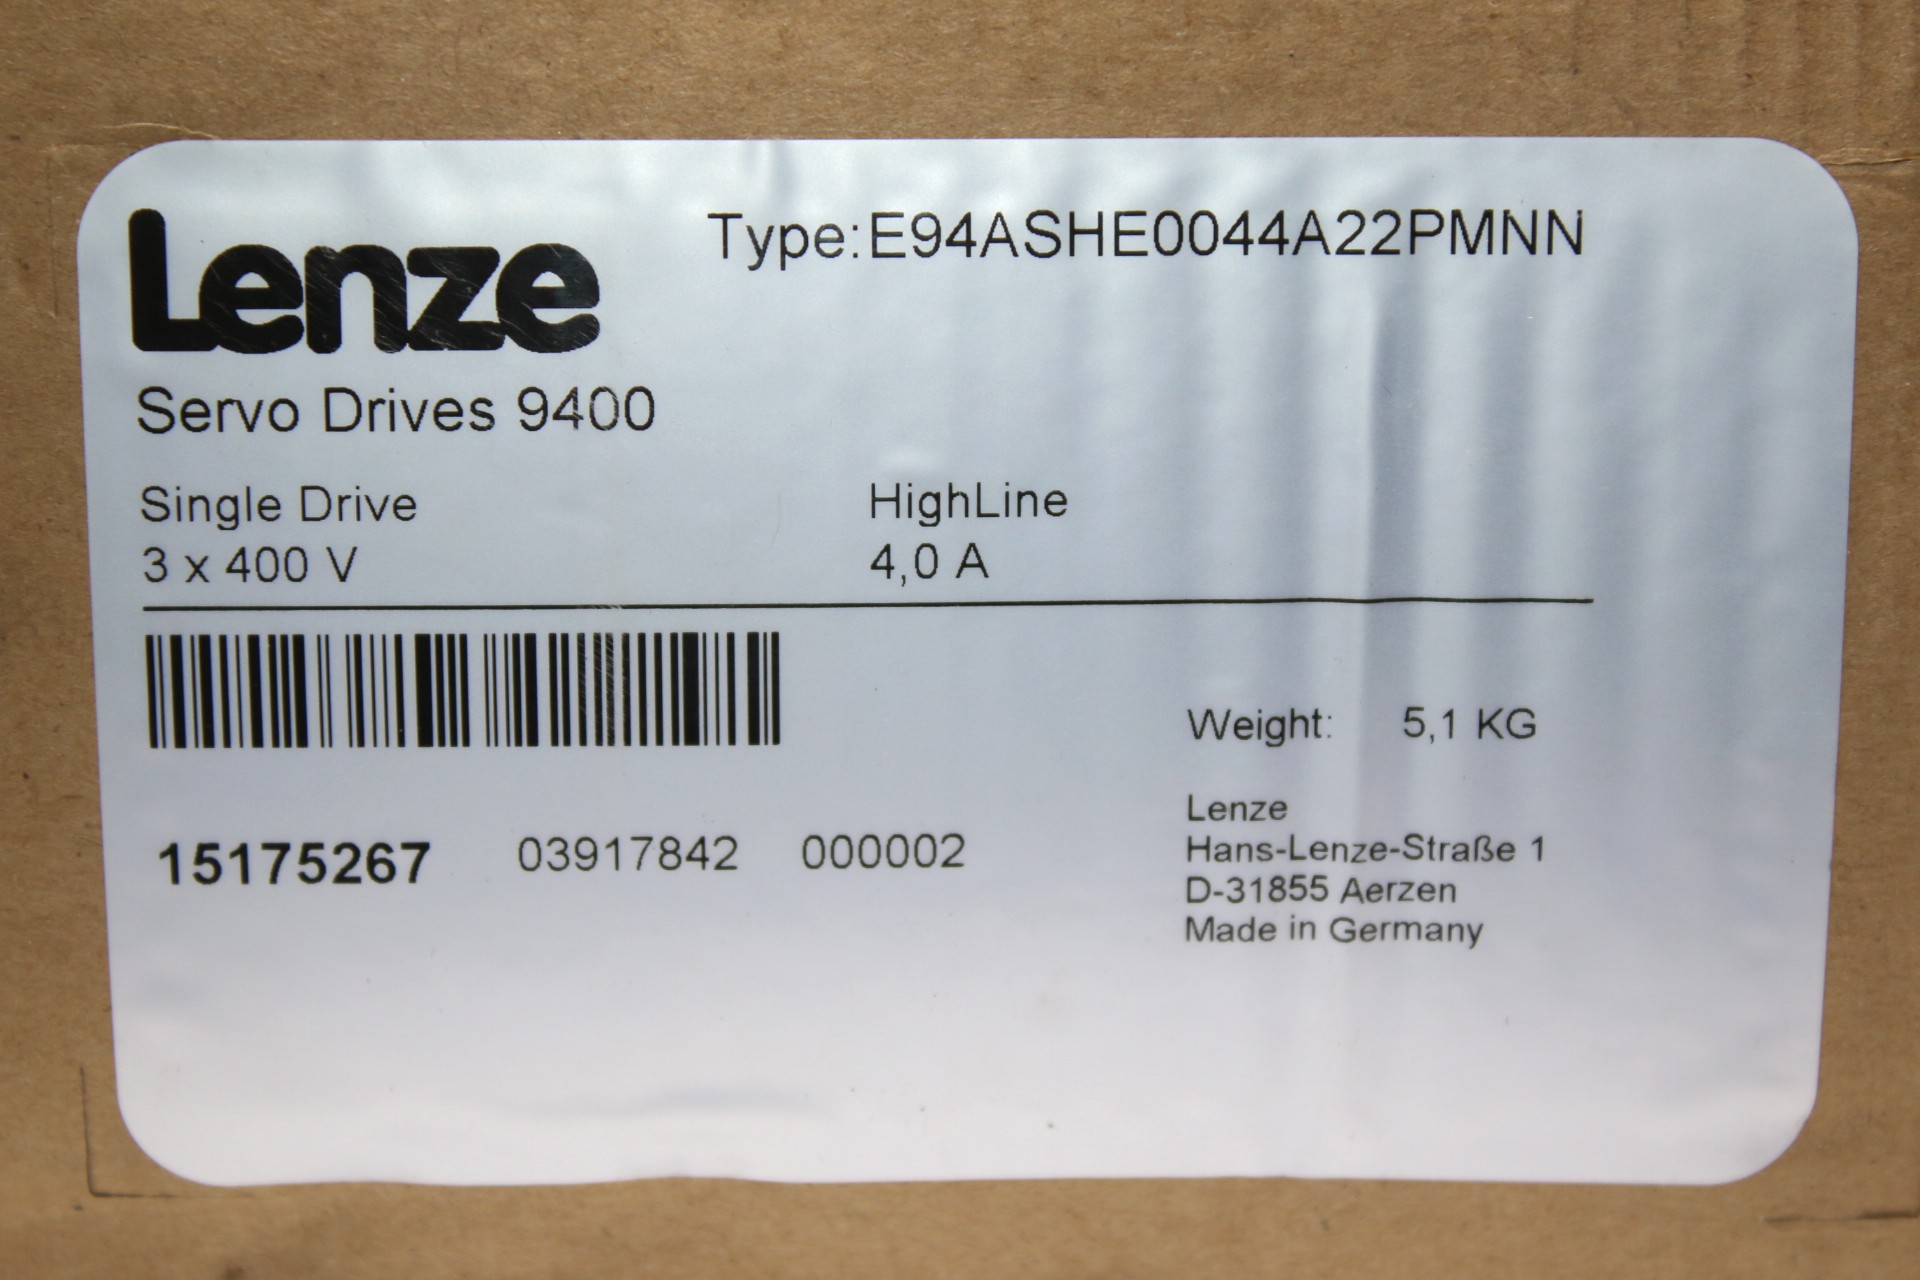 Lenze
Type:E94ASHE0044A22PMNN
Servo Drives 9400
Single Drive HighLine
3 x 400 V 4,0 A
Weight: 5,1 KG
15175267 03917842 000002
Lenze
Hans-Lenze-Straße 1
D-31855 Aerzen
Made in Germany